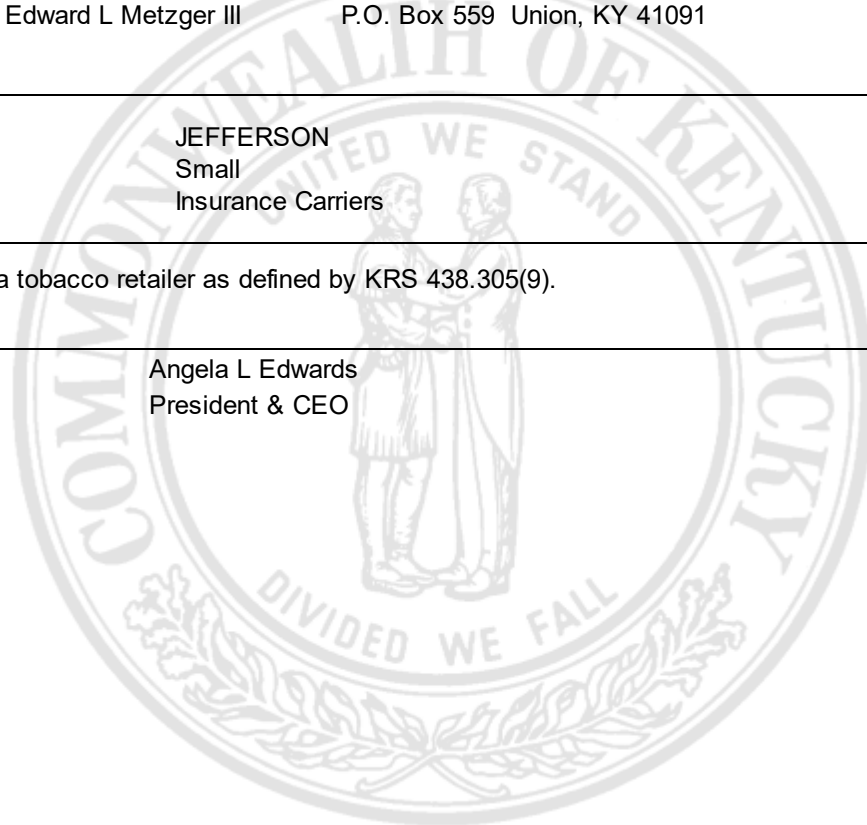 Edward L Metzger III P.O. Box 559 Union, KY 41091
JEFFERSON
Small
Insurance Carriers
a tobacco retailer as defined by KRS 438.305(9).
Angela L Edwards
President & CEO
COMMONWEALTH OF KENTUCKY
UNITED WE STAND
DIVIDED WE FALL